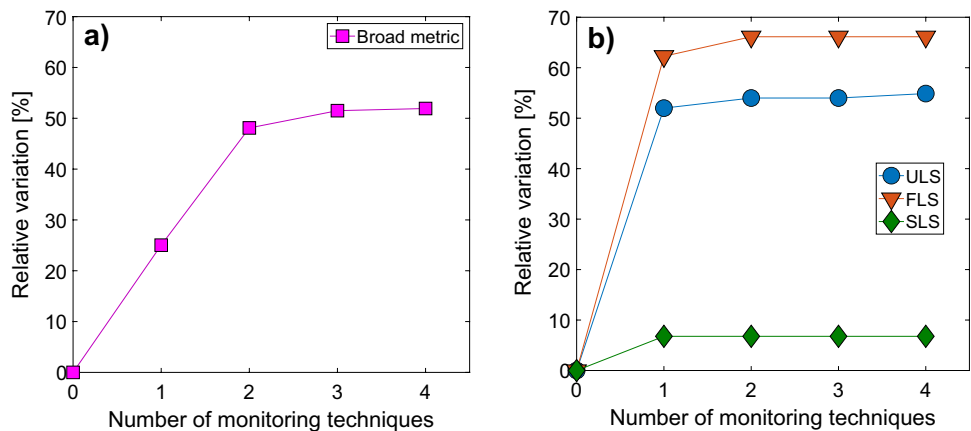 a)
Broad metric
Relative variation [%]
70
60
50
40
30
20
10
0
0 1 2 3 4
Number of monitoring techniques
b)
ULS
FLS
SLS
Relative variation [%]
70
60
50
40
30
20
10
0
0 1 2 3 4
Number of monitoring techniques